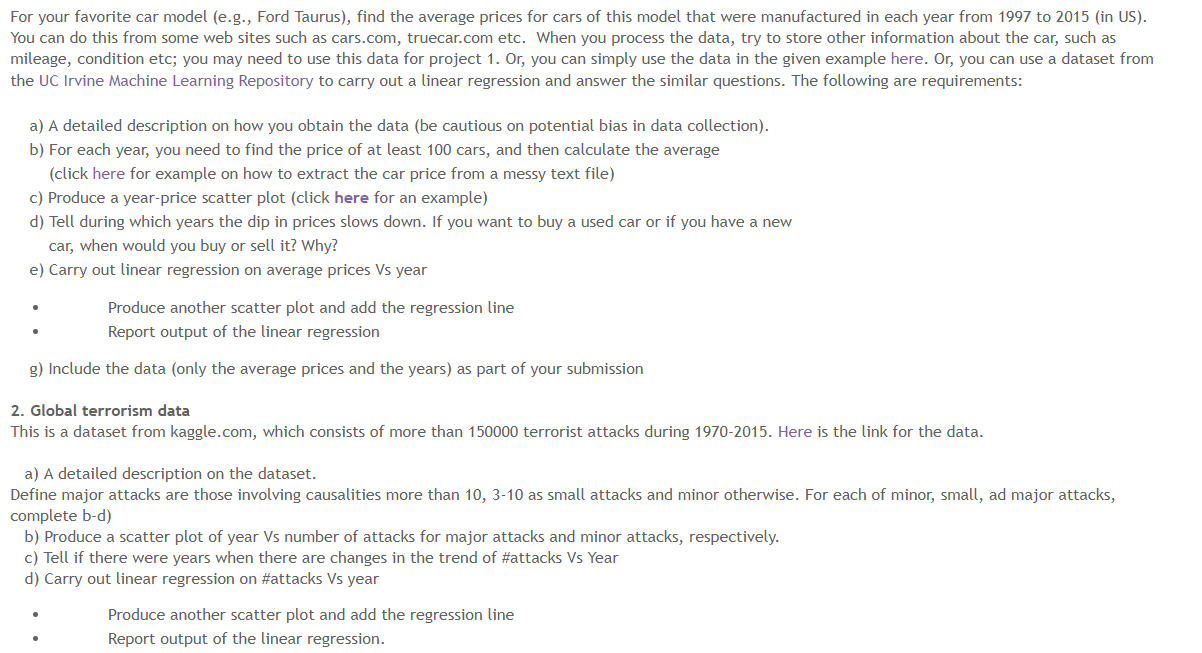 For your favorite car model (e.g., Ford Taurus), find the average prices for cars of this model that were manufactured in each year from 1997 to 2015 (in US).
You can do this from some web sites such as cars.com, truecar.com etc.  When you process the data, try to store other information about the car, such as
mileage, condition etc; you may need to use this data for project 1. Or, you can simply use the data in the given example here. Or, you can use a dataset from
the UC Irvine Machine Learning Repository to carry out a linear regression and answer the similar questions. The following are requirements:
a) A detailed description on how you obtain the data (be cautious on potential bias in data collection).
b) For each year, you need to find the price of at least 100 cars, and then calculate the average
(click here for example on how to extract the car price from a messy text file)
c) Produce a year-price scatter plot (click here for an example)
d) Tell during which years the dip in prices slows down. If you want to buy a used car or if you have a new
car, when would you buy or sell it? Why?
e) Carry out linear regression on average prices Vs year
• Produce another scatter plot and add the regression line
• Report output of the linear regression
g) Include the data (only the average prices and the years) as part of your submission
2. Global terrorism data
This is a dataset from kaggle.com, which consists of more than 150000 terrorist attacks during 1970-2015. Here is the link for the data.
a) A detailed description on the dataset.
Define major attacks are those involving causalities more than 10, 3-10 as small attacks and minor otherwise. For each of minor, small, ad major attacks,
complete b-d)
b) Produce a scatter plot of year Vs number of attacks for major attacks and minor attacks, respectively.
c) Tell if there were years when there are changes in the trend of #attacks Vs Year
d) Carry out linear regression on #attacks Vs year
• Produce another scatter plot and add the regression line
• Report output of the linear regression.